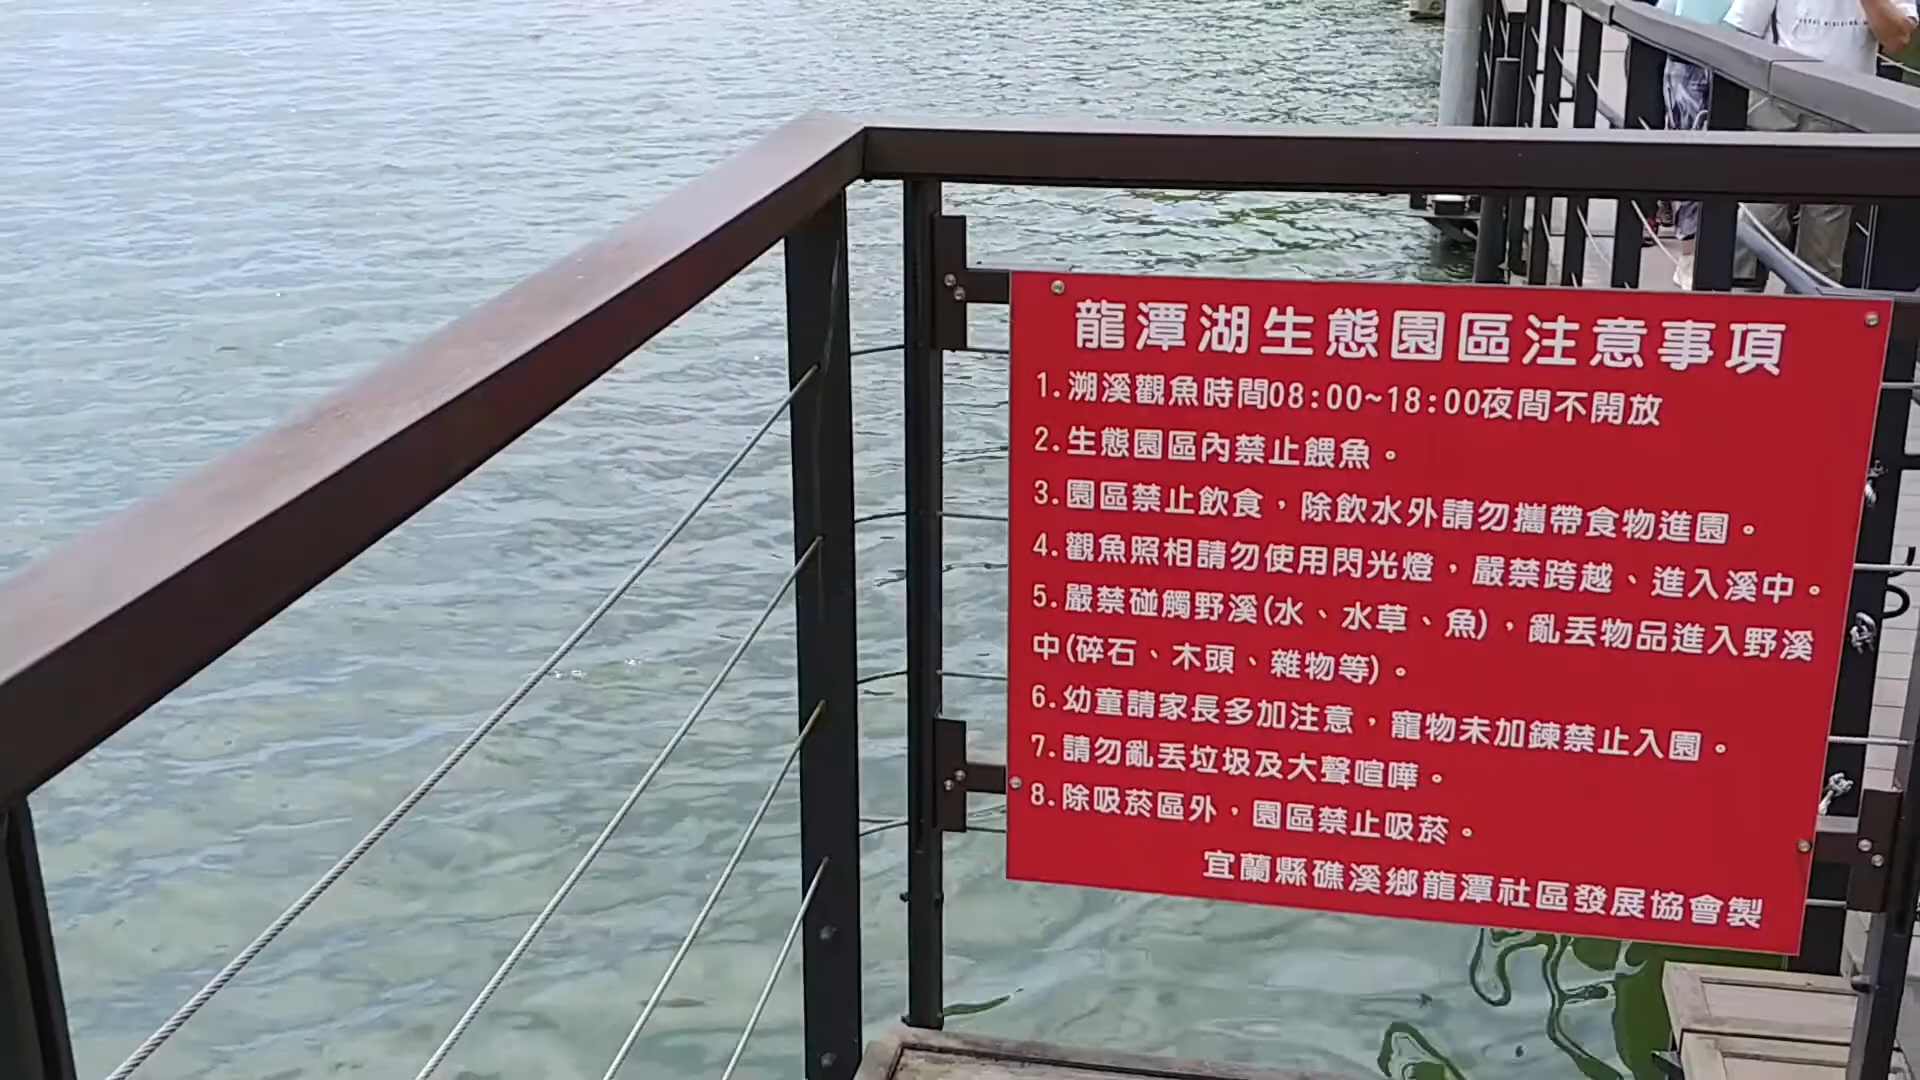 龍潭湖生態園區注意事項
1.溯溪觀魚時間08:00~18:00夜間不開放
2.生態園區內禁止餵魚。
3.園區禁止飲食，除飲水外請勿攜帶食物進園。
4.觀魚照相請勿使用閃光燈，嚴禁跨越、進入溪中。
5.嚴禁碰觸野溪(水、水草、魚)，亂丟物品進入野溪
中(碎石、木頭、雜物等)。
6.幼童請家長多加注意，寵物未加鍊禁止入園。
7.請勿亂丟垃圾及大聲喧嘩。
8.除吸菸區外，園區禁止吸菸。
宜蘭縣礁溪鄉龍潭社區發展協會製